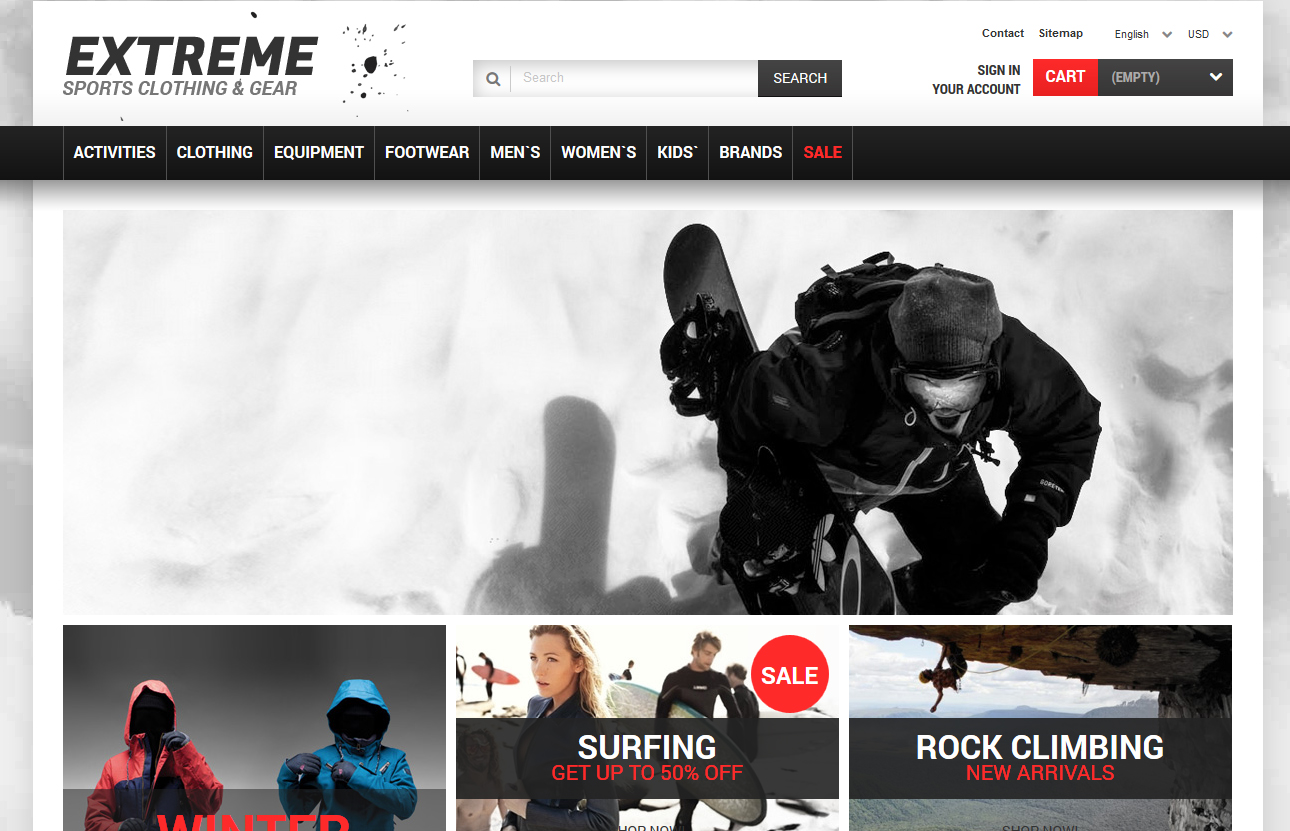 EXTREME
SPORTS CLOTHING & GEAR
Search
SEARCH
Contact Sitemap English USD
SIGN IN
YOUR ACCOUNT
CART (EMPTY)
ACTIVITIES CLOTHING EQUIPMENT FOOTWEAR MEN`S WOMEN`S KIDS` BRANDS SALE
GORETEX
WINTER
SALE
SURFING
GET UP TO 50% OFF
SHOP NOW!
ROCK CLIMBING
NEW ARRIVALS
SHOP NOW!